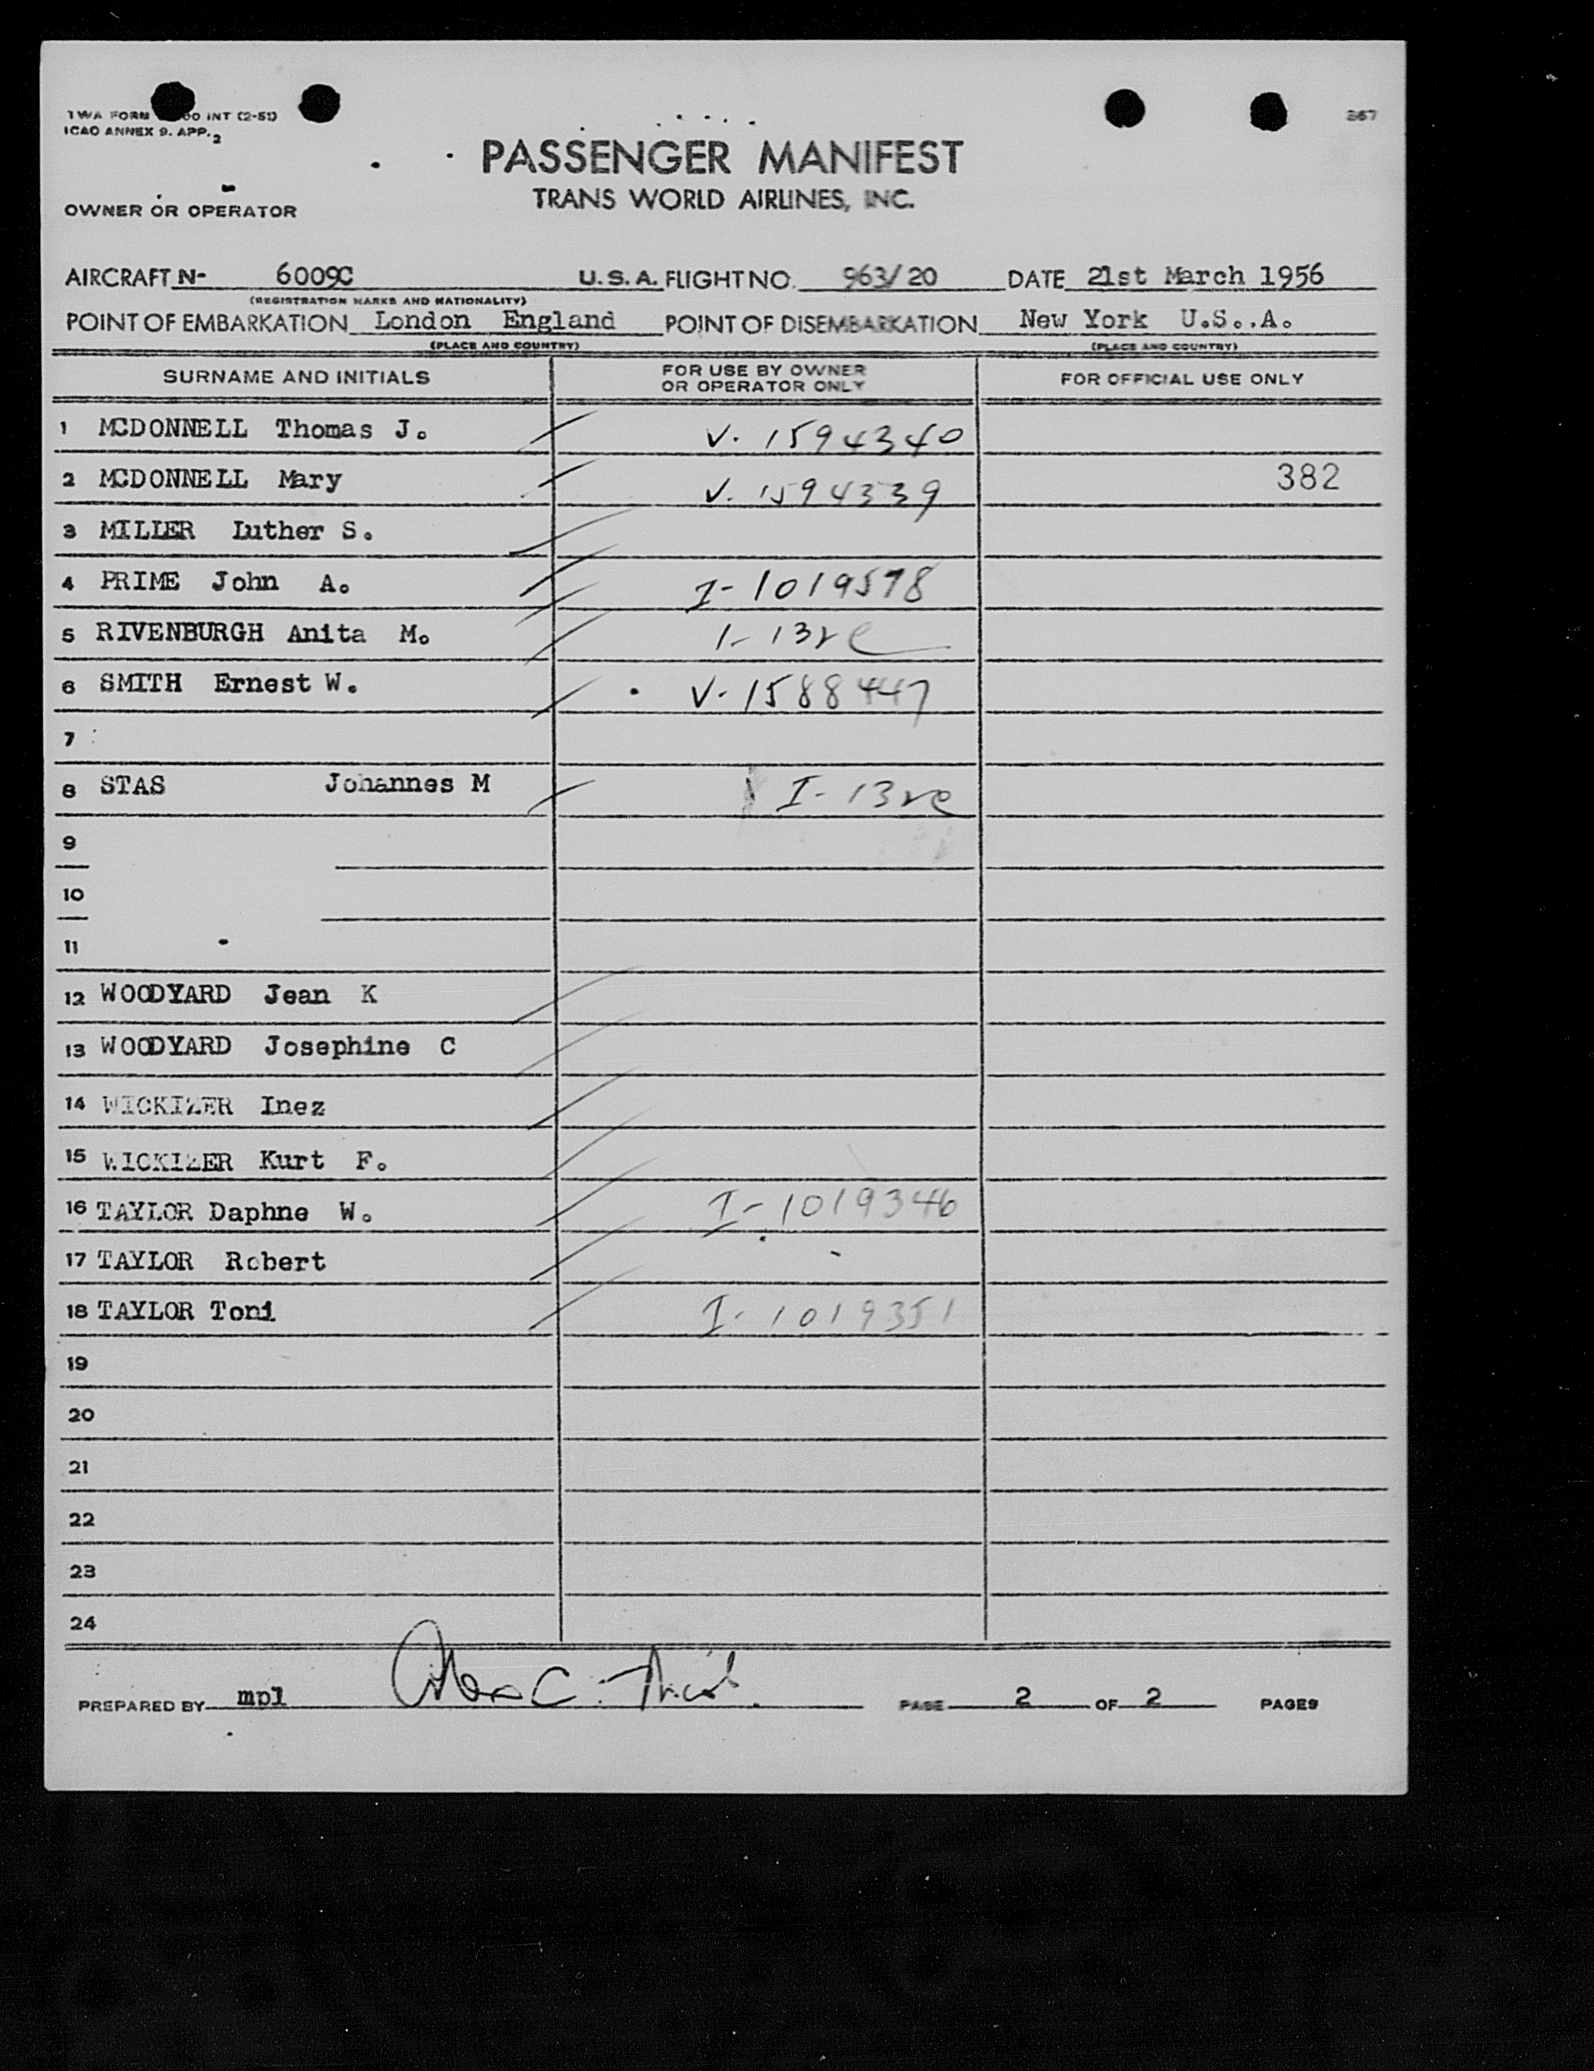 TWA FORM 00 INT (2-51)
ICAO ANNEX 9. APP. 2
367
PASSENGER MANIFEST
TRANS WORLD AIRLINES, INC.
OWNER OR OPERATOR
AIRCRAFT N- 6009C U.S.A. FLIGHT NO. 963/20 DATE 21st March 1956
(REGISTRATION MARKS AND NATIONALITY)
POINT OF EMBARKATION London England POINT OF DISEMBARKATION New York U.S..A.
(PLACE AND COUNTRY) (PLACE AND COUNTRY)
SURNAME AND INITIALS FOR USE BY OWNER OR OPERATOR ONLY FOR OFFICIAL USE ONLY
1 MCDONNELL Thomas J. V. 1594340
2 MCDONNELL Mary V. 1594339 382
3 MILLER Luther S.
4 PRIME John A. I-1019578
5 RIVENBURGH Anita M. I-13re
6 SMITH Ernest W. V-1588447
7
8 STAS Johannes M I-13re
9
10
11
12 WOODYARD Jean K
13 WOODYARD Josephine C
14 WICKIZER Inez
15 WICKIZER Kurt F.
16 TAYLOR Daphne W. I-1019346
17 TAYLOR Robert
18 TAYLOR Toni I-1019351
19
20
21
22
23
24
PREPARED BY mpl PAGE 2 OF 2 PAGES